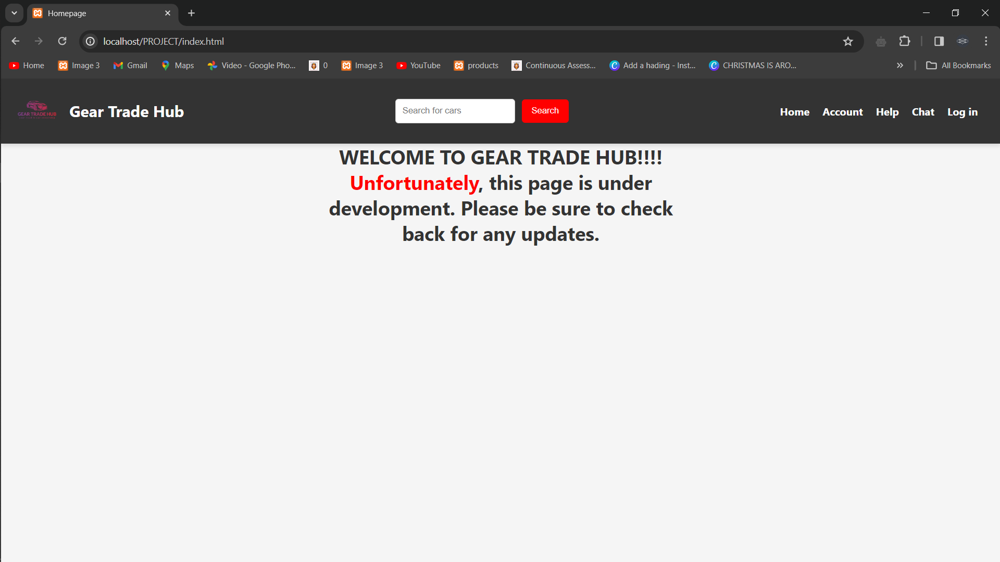 Homepage
localhost/PROJECT/index.html
Home Image 3 Gmail Maps Video - Google Pho... 0 Image 3 YouTube products Continuous Assess... Add a hading - Inst... CHRISTMAS IS ARO... All Bookmarks
GEAR TRADE HUB
Gear Trade Hub Search for cars Search Home Account Help Chat Log in
WELCOME TO GEAR TRADE HUB!!!!
Unfortunately, this page is under
development. Please be sure to check
back for any updates.